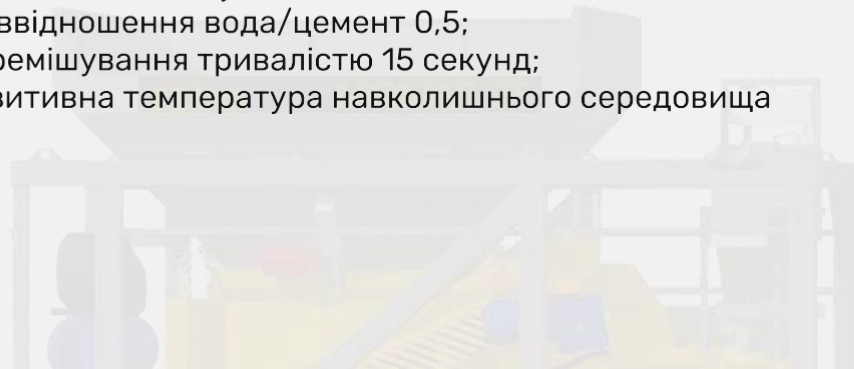 ввідношення вода/цемент 0,5;
ремішування тривалістю 15 секунд;
зитивна температура навколишнього середовища